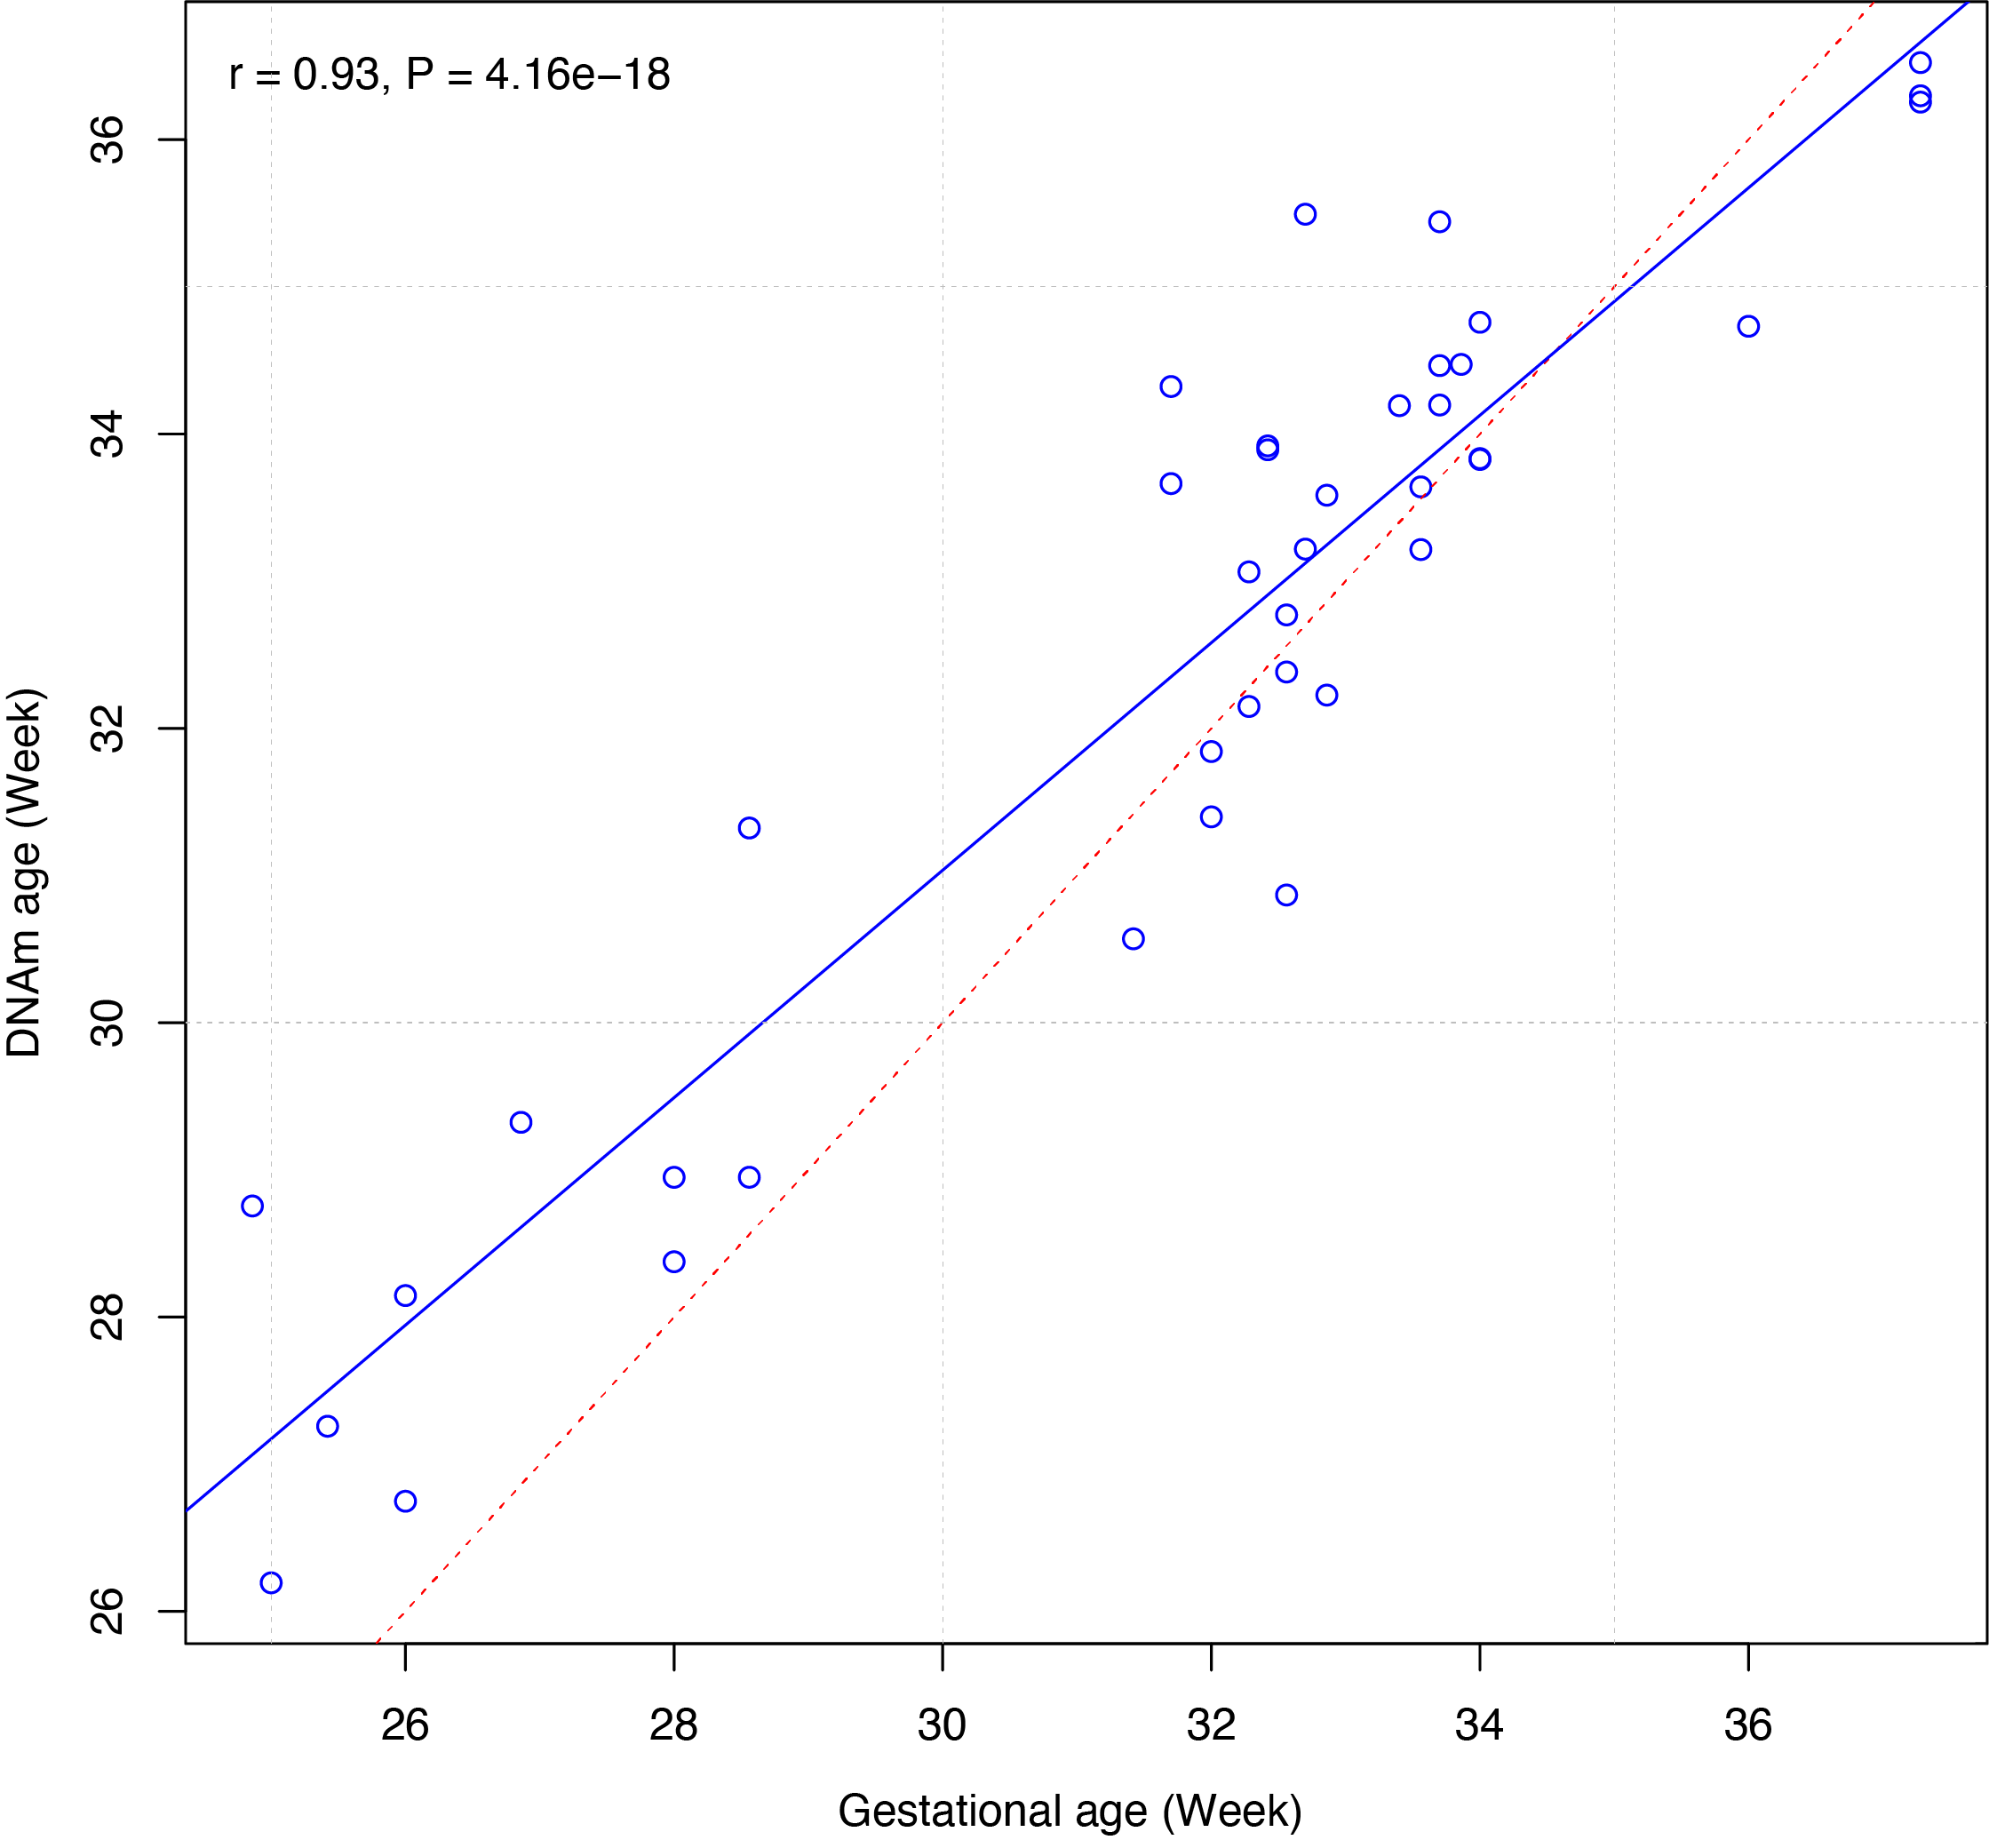 r = 0.93, P = 4.16e−18
36
34
32
30
28
26
DNAm age (Week)
26 28 30 32 34 36
Gestational age (Week)